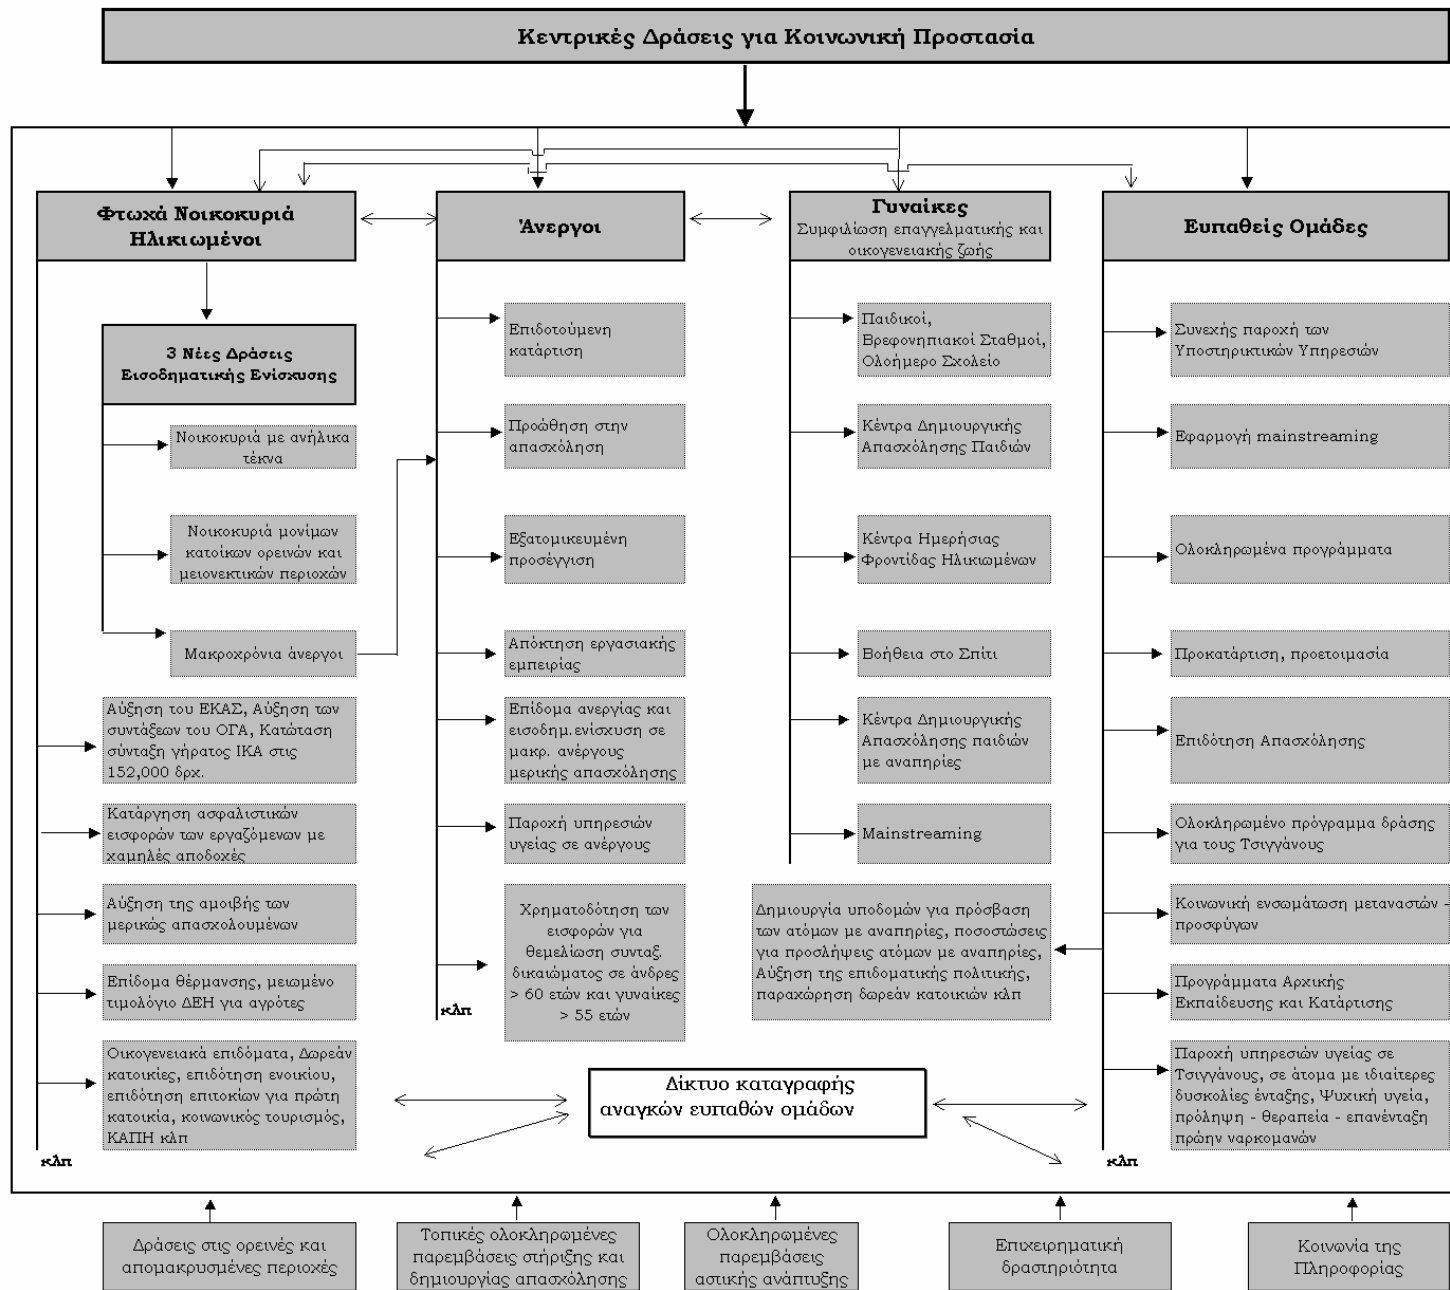 Κεντρικές Δράσεις για Κοινωνική Προστασία
Φτωχά Νοικοκυριά
Ηλικιωμένοι
Άνεργοι
Γυναίκες
Συμφιλίωση επαγγελματικής και
οικογενειακής ζωής
Ευπαθείς Ομάδες
3 Νέες Δράσεις
Εισοδηματικής Ενίσχυσης
Νοικοκυριά με ανήλικα
τέκνα
Νοικοκυριά μονίμων
κατοίκων ορεινών και
μειονεκτικών περιοχών
Μακροχρόνια άνεργοι
Αύξηση του ΕΚΑΣ, Αύξηση των
συντάξεων του ΟΓΑ, Κατώταση
σύνταξη γήρατος ΙΚΑ στις
152,000 δρχ.
Κατάργηση ασφαλιστικών
εισφορών των εργαζόμενων με
χαμηλές αποδοχές
Αύξηση της αμοιβής των
μερικώς απασχολουμένων
Επίδομα θέρμανσης, μειωμένο
τιμολόγιο ΔΕΗ για αγρότες
Οικογενειακά επιδόματα, Δωρεάν
κατοικίες, επιδότηση ενοικίου,
επιδότηση επιτοκίων για πρώτη
κατοικία, κοινωνικός τουρισμός,
ΚΑΠΗ κλπ
κλπ
Επιδοτούμενη
κατάρτιση
Προώθηση στην
απασχόληση
Εξατομικευμένη
προσέγγιση
Απόκτηση εργασιακής
εμπειρίας
Επίδομα ανεργίας και
εισοδημ.ενίσχυση σε
μακρ. ανέργους
μερικής απασχόλησης
Παροχή υπηρεσιών
υγείας σε ανέργους
Χρηματοδότηση των
εισφορών για
θεμελίωση συνταξ.
δικαιώματος σε άνδρες
> 60 ετών και γυναίκες
> 55 ετών
κλπ
Παιδικοί,
Βρεφονηπιακοί Σταθμοί,
Ολοήμερο Σχολείο
Κέντρα Δημιουργικής
Απασχόλησης Παιδιών
Κέντρα Ημερήσιας
Φροντίδας Ηλικιωμένων
Βοήθεια στο Σπίτι
Κέντρα Δημιουργικής
Απασχόλησης παιδιών
με αναπηρίες
Mainstreaming
Δημιουργία υποδομών για πρόσβαση
των ατόμων με αναπηρίες, ποσοστώσεις
για προσλήψεις ατόμων με αναπηρίες,
Αύξηση της επιδοματικής πολιτικής,
παραχώρηση δωρεάν κατοικιών κλπ
Συνεχής παροχή των
Υποστηρικτικών Υπηρεσιών
Εφαρμογή mainstreaming
Ολοκληρωμένα προγράμματα
Προκατάρτιση, προετοιμασία
Επιδότηση Απασχόλησης
Ολοκληρωμένο πρόγραμμα δράσης
για τους Τσιγγάνους
Κοινωνική ενσωμάτωση μεταναστών -
προσφύγων
Προγράμματα Αρχικής
Εκπαίδευσης και Κατάρτισης
Παροχή υπηρεσιών υγείας σε
Τσιγγάνους, σε άτομα με ιδιαίτερες
δυσκολίες ένταξης, Ψυχική υγεία,
πρόληψη - θεραπεία - επανένταξη
πρώην ναρκομανών
κλπ
Δίκτυο καταγραφής
αναγκών ευπαθών ομάδων
Δράσεις στις ορεινές και
απομακρυσμένες περιοχές
Τοπικές ολοκληρωμένες
παρεμβάσεις στήριξης και
δημιουργίας απασχόλησης
Ολοκληρωμένες
παρεμβάσεις
αστικής ανάπτυξης
Επιχειρηματική
δραστηριότητα
Κοινωνία της
Πληροφορίας